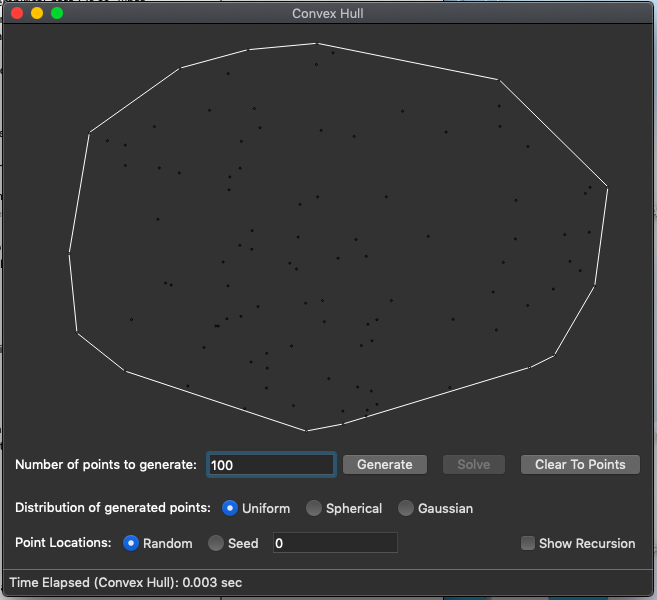 Convex Hull
Number of points to generate: 100 Generate Solve Clear To Points
Distribution of generated points: Uniform Spherical Gaussian
Point Locations: Random Seed 0 Show Recursion
Time Elapsed (Convex Hull): 0.003 sec